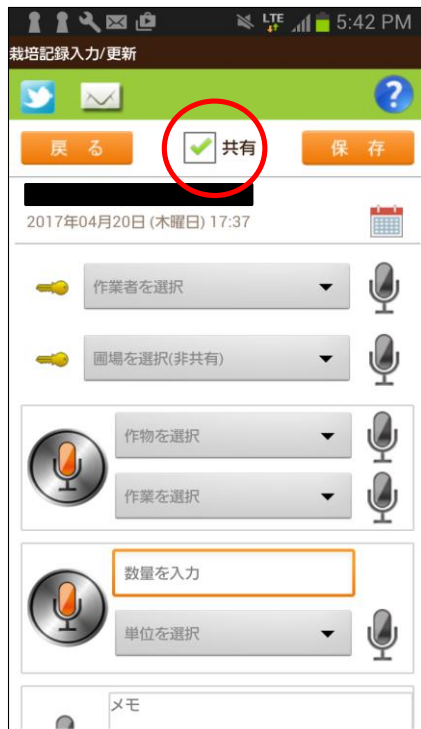 LTE 5:42 PM
栽培記録入力/更新
?
戻 る 共有 保 存
2017年04月20日 (木曜日) 17:37
作業者を選択
圃場を選択(非共有)
作物を選択
作業を選択
数量を入力
単位を選択
メモ